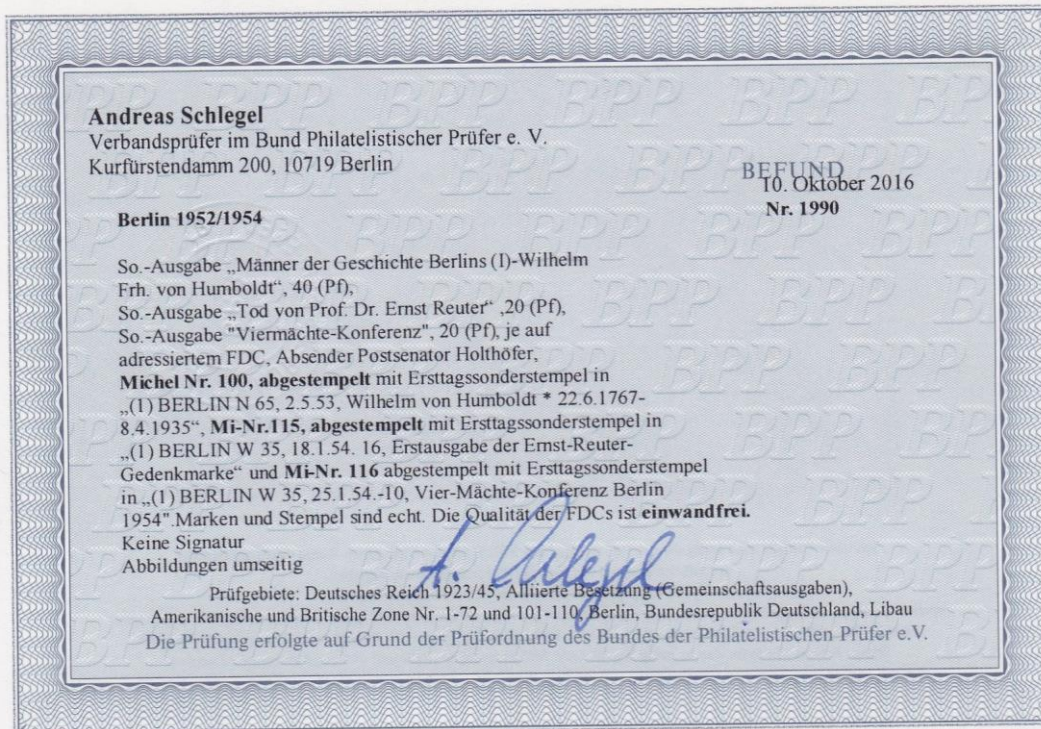 Andreas Schlegel
Verbandsprüfer im Bund Philatelistischer Prüfer e. V.
Kurfürstendamm 200, 10719 Berlin
BEFUND
10. Oktober 2016
Nr. 1990
Berlin 1952/1954
So.-Ausgabe „Männer der Geschichte Berlins (I)-Wilhelm
Frh. von Humboldt“, 40 (Pf),
So.-Ausgabe „Tod von Prof. Dr. Ernst Reuter“ ,20 (Pf),
So.-Ausgabe "Viermächte-Konferenz", 20 (Pf), je auf
adressiertem FDC, Absender Postsenator Holthöfer,
Michel Nr. 100, abgestempelt mit Ersttagssonderstempel in
„(1) BERLIN N 65, 2.5.53, Wilhelm von Humboldt * 22.6.1767-
8.4.1935“, Mi-Nr.115, abgestempelt mit Ersttagssonderstempel in
„(1) BERLIN W 35, 18.1.54. 16, Erstausgabe der Ernst-Reuter-
Gedenkmarke“ und Mi-Nr. 116 abgestempelt mit Ersttagssonderstempel
in „(1) BERLIN W 35, 25.1.54.-10, Vier-Mächte-Konferenz Berlin
1954".Marken und Stempel sind echt. Die Qualität der FDCs ist einwandfrei.
Keine Signatur
Abbildungen umseitig
A. Schlegel
Prüfgebiete: Deutsches Reich 1923/45, Alliierte Besetzung (Gemeinschaftsausgaben),
Amerikanische und Britische Zone Nr. 1-72 und 101-110, Berlin, Bundesrepublik Deutschland, Libau
Die Prüfung erfolgte auf Grund der Prüfordnung des Bundes der Philatelistischen Prüfer e.V.